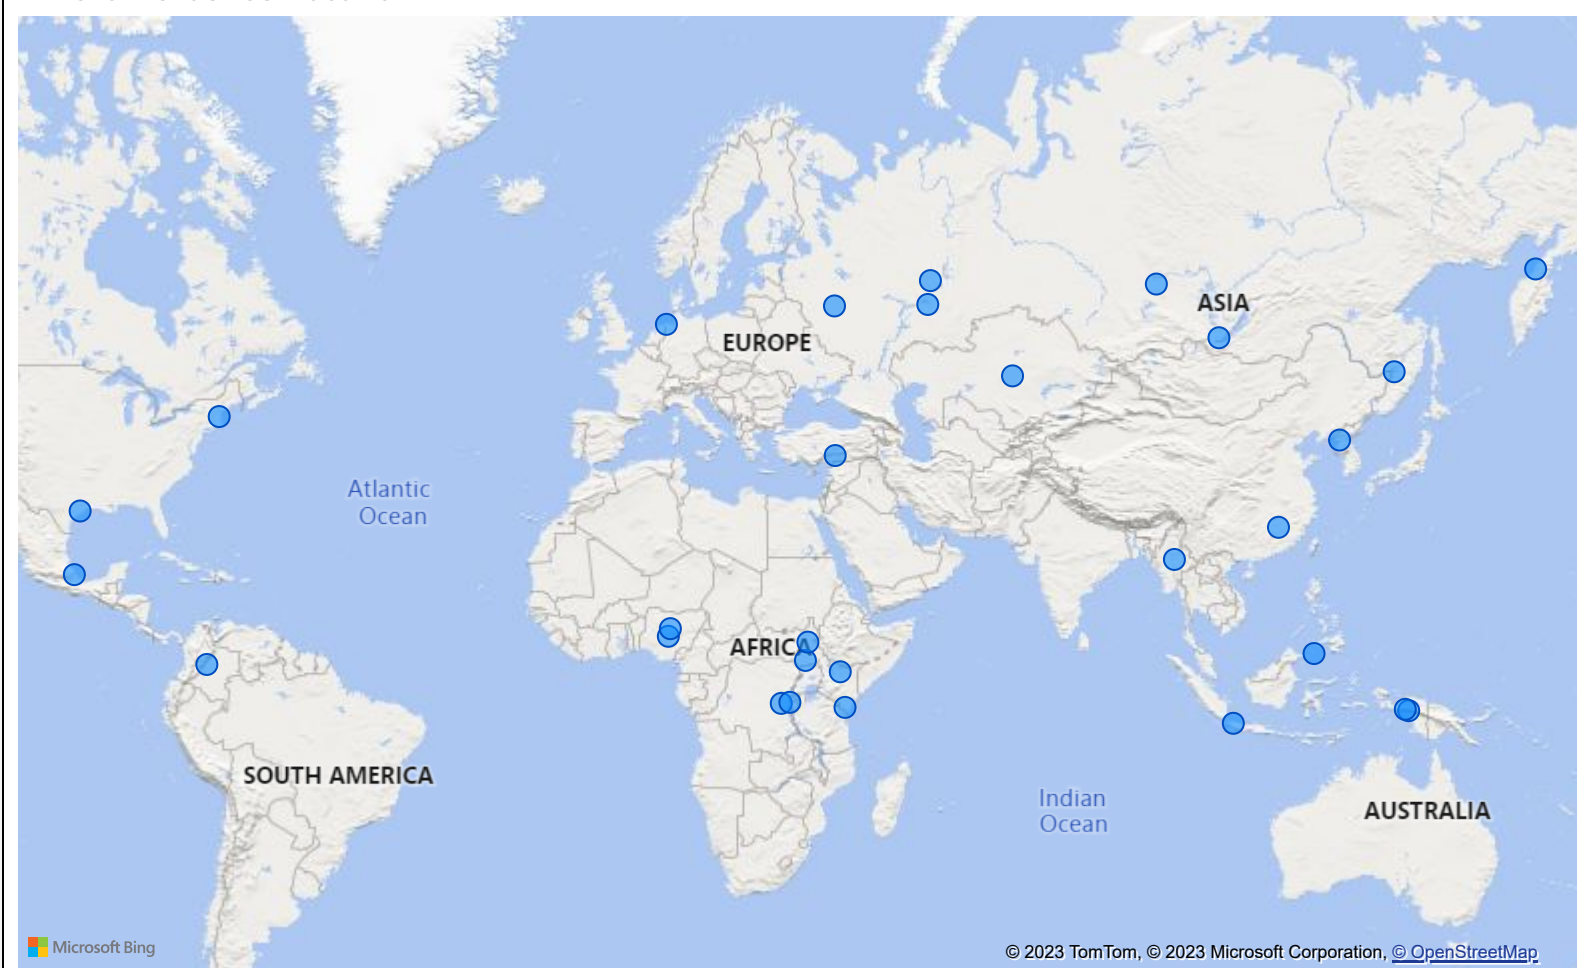 ASIA
EUROPE
Atlantic
Ocean
AFRICA
SOUTH AMERICA
Indian
Ocean
AUSTRALIA
Microsoft Bing
© 2023 TomTom, © 2023 Microsoft Corporation, © OpenStreetMap